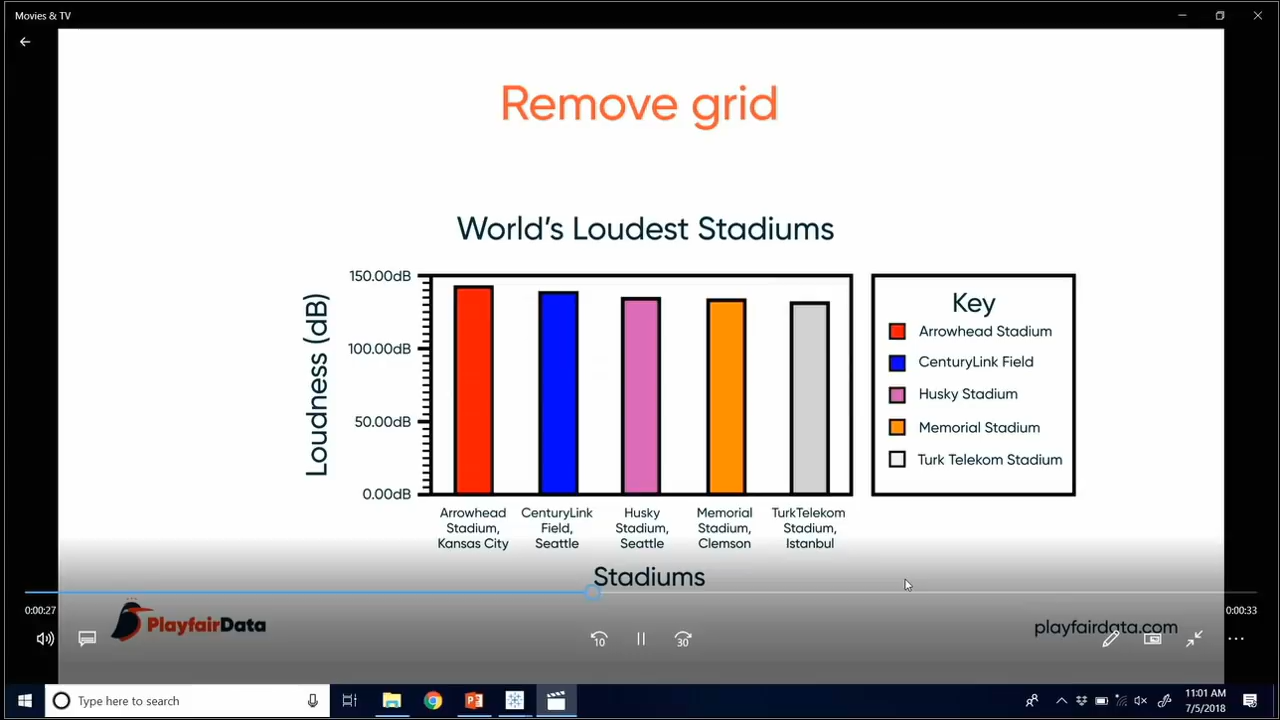 Movies & TV
Remove grid
World's Loudest Stadiums
Loudness (dB)
150.00dB
100.00dB
50.00dB
0.00dB
Arrowhead
Stadium,
Kansas City
CenturyLink
Field,
Seattle
Husky
Stadium,
Seattle
Memorial
Stadium,
Clemson
TurkTelekom
Stadium,
Istanbul
Stadiums
Key
Arrowhead Stadium
CenturyLink Field
Husky Stadium
Memorial Stadium
Turk Telekom Stadium
0:00:27
0:00:33
PlayfairData
playfairdata.com
10
30
Type here to search
11:01 AM
7/5/2018